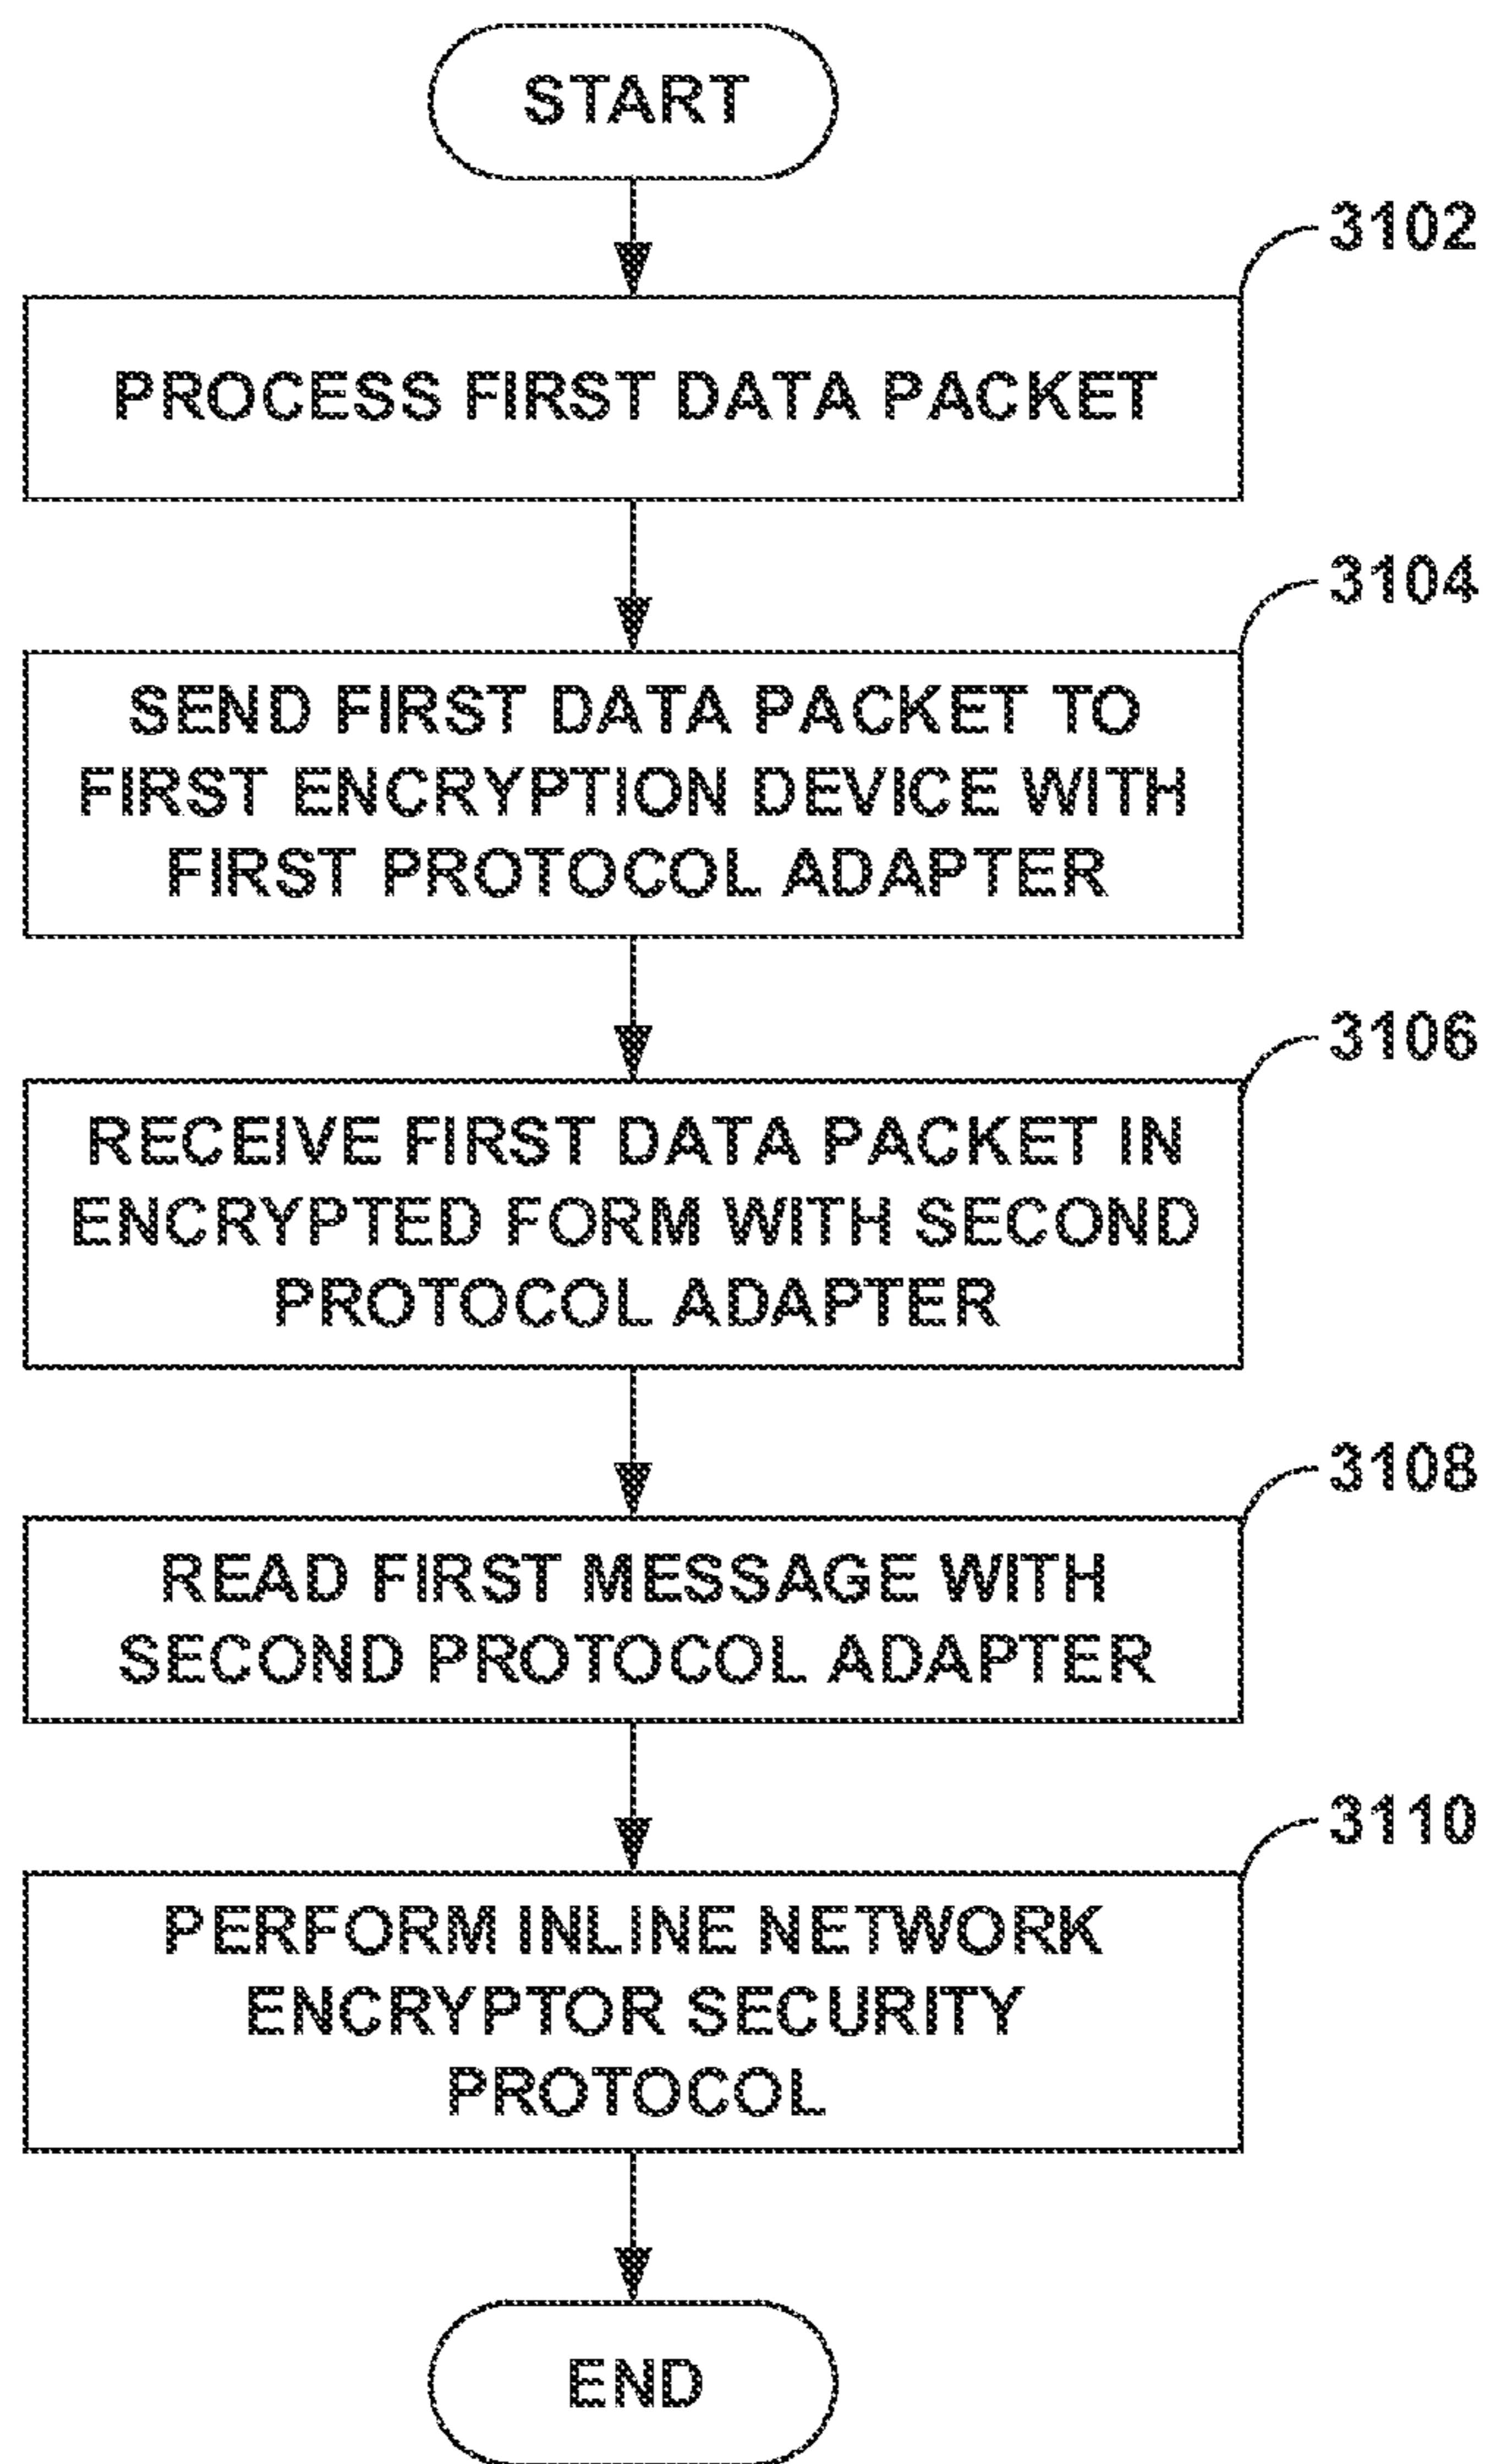 START
3102
PROCESS FIRST DATA PACKET
3104
SEND FIRST DATA PACKET TO
FIRST ENCRYPTION DEVICE WITH
FIRST PROTOCOL ADAPTER
3106
RECEIVE FIRST DATA PACKET IN
ENCRYPTED FORM WITH SECOND
PROTOCOL ADAPTER
3108
READ FIRST MESSAGE WITH
SECOND PROTOCOL ADAPTER
3110
PERFORM INLINE NETWORK
ENCRYPTOR SECURITY
PROTOCOL
END